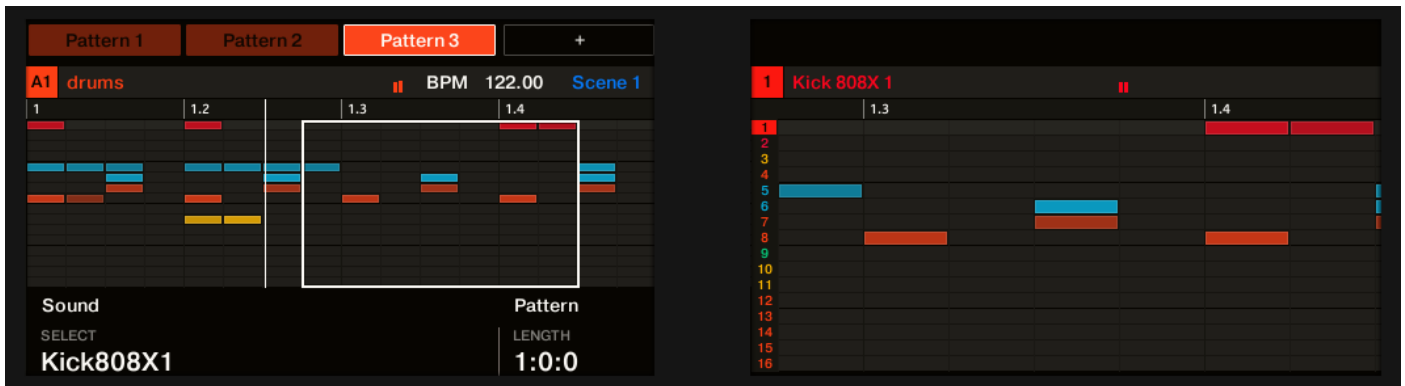 Pattern 1 Pattern 2 Pattern 3 +
A1 drums BPM 122.00 Scene 1
1 1.2 1.3 1.4
Sound Pattern
SELECT LENGTH
Kick808X1 1:0:0
1 Kick 808X 1
1.3 1.4
1
2
3
4
5
6
7
8
9
10
11
12
13
14
15
16